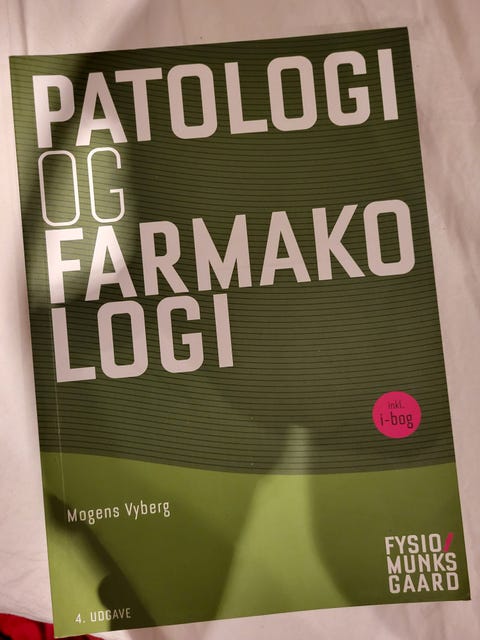 PATOLOGI
OG
FARMAKO
LOGI
inkl.
i-bog
Mogens Vyberg
FYSIO/
MUNKS
GAARD
4. UDGAVE